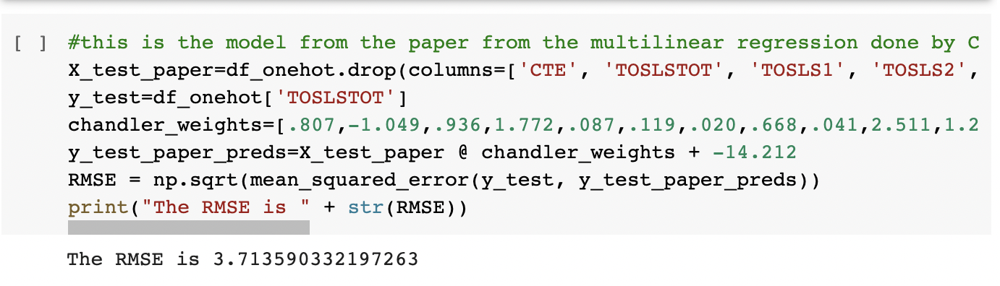 [ ] #this is the model from the paper from the multilinear regression done by C
X_test_paper=df_onehot.drop(columns=['CTE', 'TOSLSTOT', 'TOSLS1', 'TOSLS2',
y_test=df_onehot['TOSLSTOT']
chandler_weights=[.807,-1.049,.936,1.772,.087,.119,.020,.668,.041,2.511,1.2
y_test_paper_preds=X_test_paper @ chandler_weights + -14.212
RMSE = np.sqrt(mean_squared_error(y_test, y_test_paper_preds))
print("The RMSE is " + str(RMSE))
The RMSE is 3.713590332197263